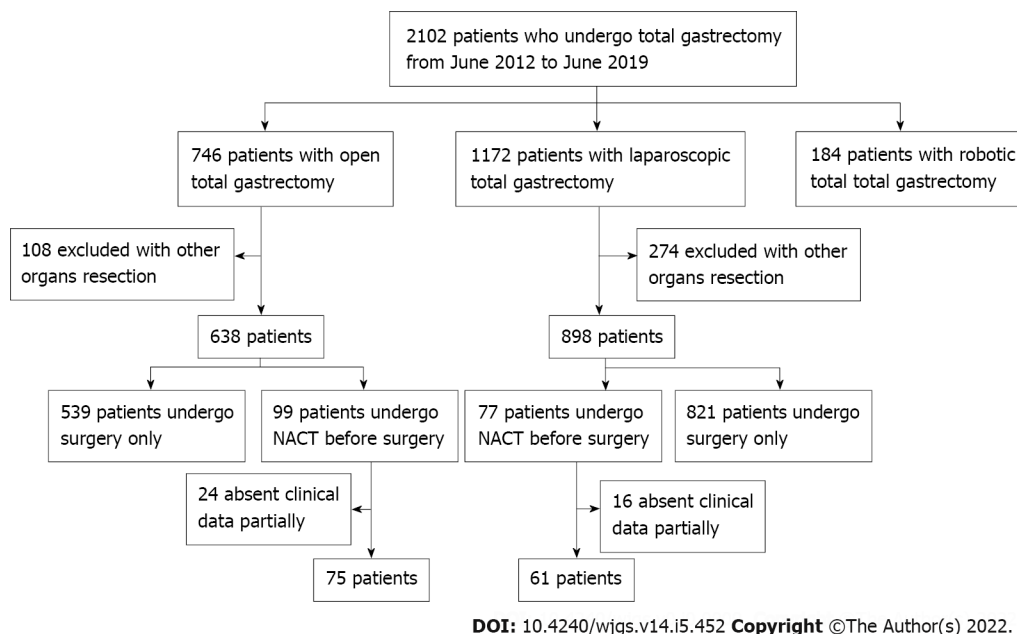 2102 patients who undergo total gastrectomy
from June 2012 to June 2019
746 patients with open
total gastrectomy
1172 patients with laparoscopic
total gastrectomy
184 patients with robotic
total total gastrectomy
108 excluded with other
organs resection
274 excluded with other
organs resection
638 patients
898 patients
539 patients undergo
surgery only
99 patients undergo
NACT before surgery
77 patients undergo
NACT before surgery
821 patients undergo
surgery only
24 absent clinical
data partially
16 absent clinical
data partially
75 patients
61 patients
DOI: 10.4240/wjgs.v14.i5.452 Copyright ©The Author(s) 2022.